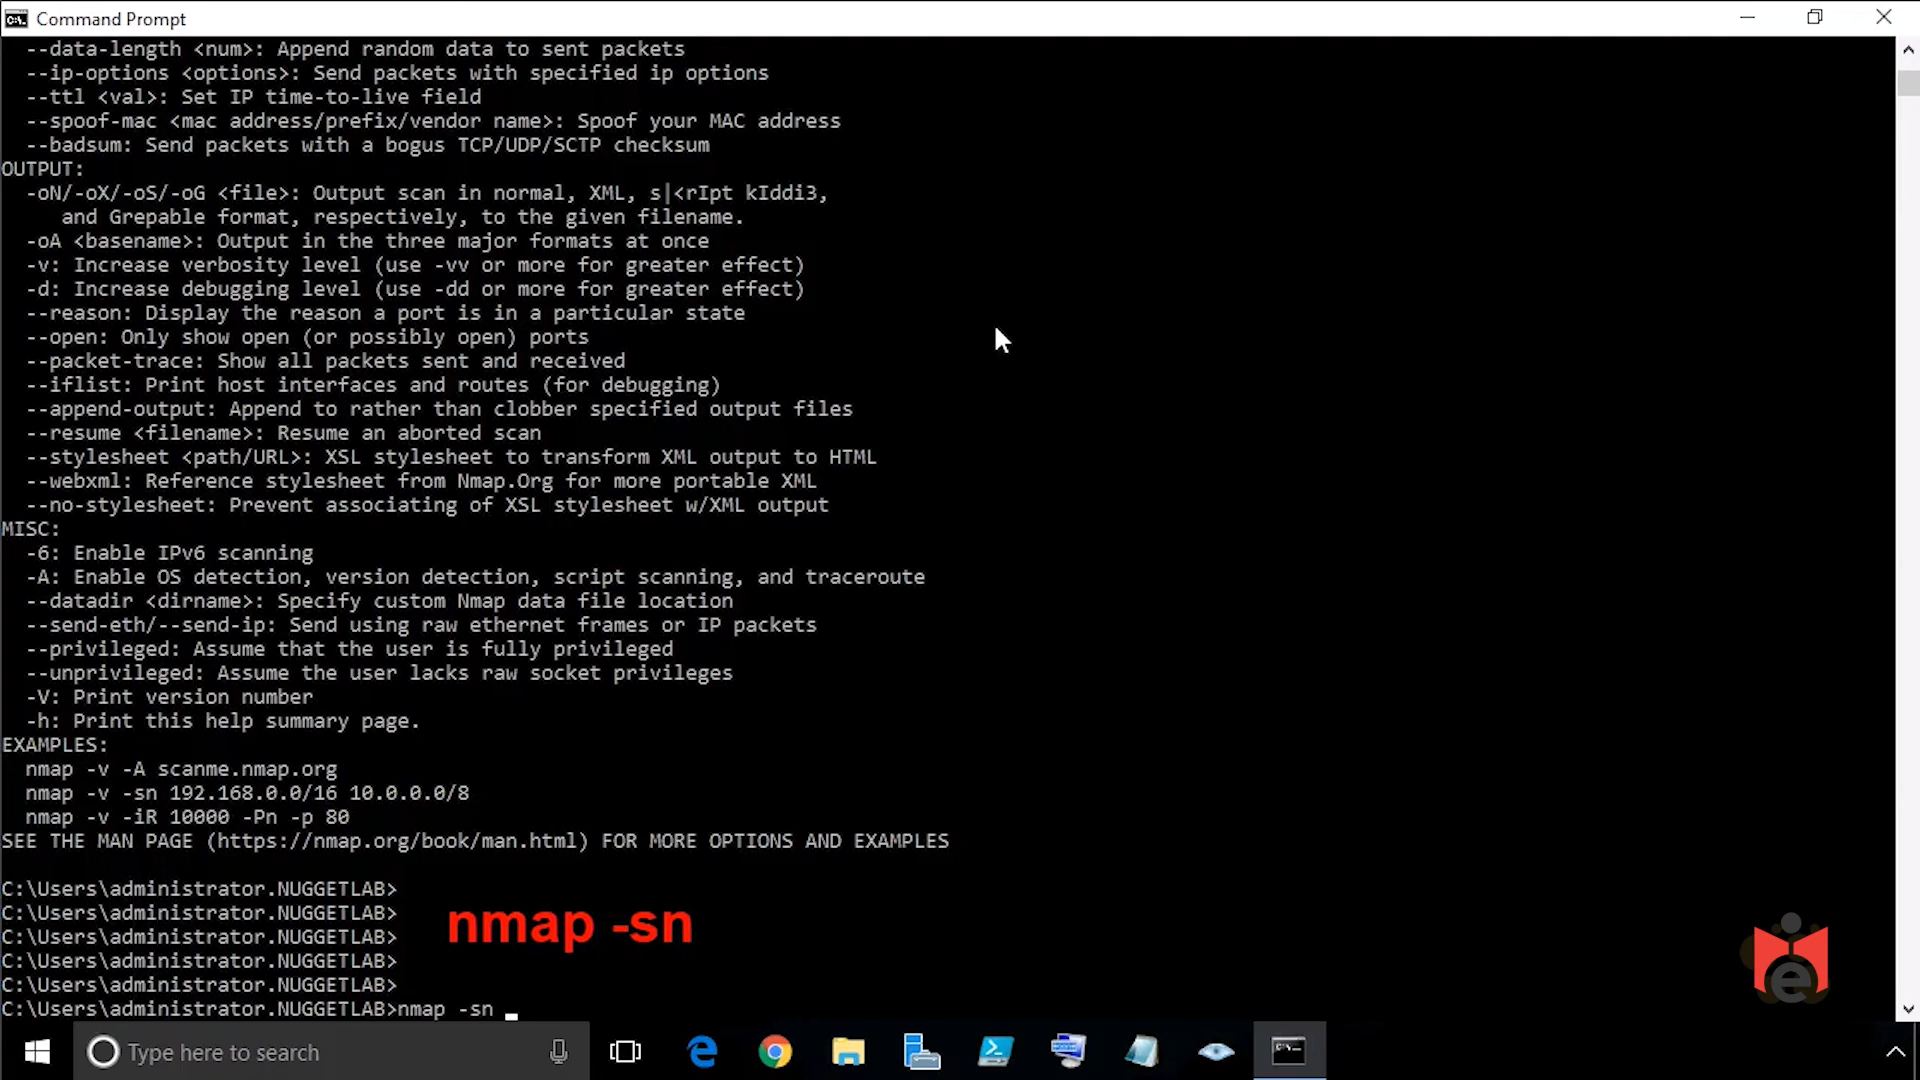 Command Prompt
--data-length <num>: Append random data to sent packets
--ip-options <options>: Send packets with specified ip options
--ttl <val>: Set IP time-to-live field
--spoof-mac <mac address/prefix/vendor name>: Spoof your MAC address
--badsum: Send packets with a bogus TCP/UDP/SCTP checksum
OUTPUT:
-oN/-oX/-oS/-oG <file>: Output scan in normal, XML, s|<rIpt kIddi3,
and Grepable format, respectively, to the given filename.
-oA <basename>: Output in the three major formats at once
-v: Increase verbosity level (use -vv or more for greater effect)
-d: Increase debugging level (use -dd or more for greater effect)
--reason: Display the reason a port is in a particular state
--open: Only show open (or possibly open) ports
--packet-trace: Show all packets sent and received
--iflist: Print host interfaces and routes (for debugging)
--append-output: Append to rather than clobber specified output files
--resume <filename>: Resume an aborted scan
--stylesheet <path/URL>: XSL stylesheet to transform XML output to HTML
--webxml: Reference stylesheet from Nmap.Org for more portable XML
--no-stylesheet: Prevent associating of XSL stylesheet w/XML output
MISC:
-6: Enable IPv6 scanning
-A: Enable OS detection, version detection, script scanning, and traceroute
--datadir <dirname>: Specify custom Nmap data file location
--send-eth/--send-ip: Send using raw ethernet frames or IP packets
--privileged: Assume that the user is fully privileged
--unprivileged: Assume the user lacks raw socket privileges
-V: Print version number
-h: Print this help summary page.
EXAMPLES:
nmap -v -A scanme.nmap.org
nmap -v -sn 192.168.0.0/16 10.0.0.0/8
nmap -v -iR 10000 -Pn -p 80
SEE THE MAN PAGE (https://nmap.org/book/man.html) FOR MORE OPTIONS AND EXAMPLES
C:\Users\administrator.NUGGETLAB>
C:\Users\administrator.NUGGETLAB>
nmap -sn
C:\Users\administrator.NUGGETLAB>
C:\Users\administrator.NUGGETLAB>
C:\Users\administrator.NUGGETLAB>
C:\Users\administrator.NUGGETLAB>nmap -sn _
Type here to search